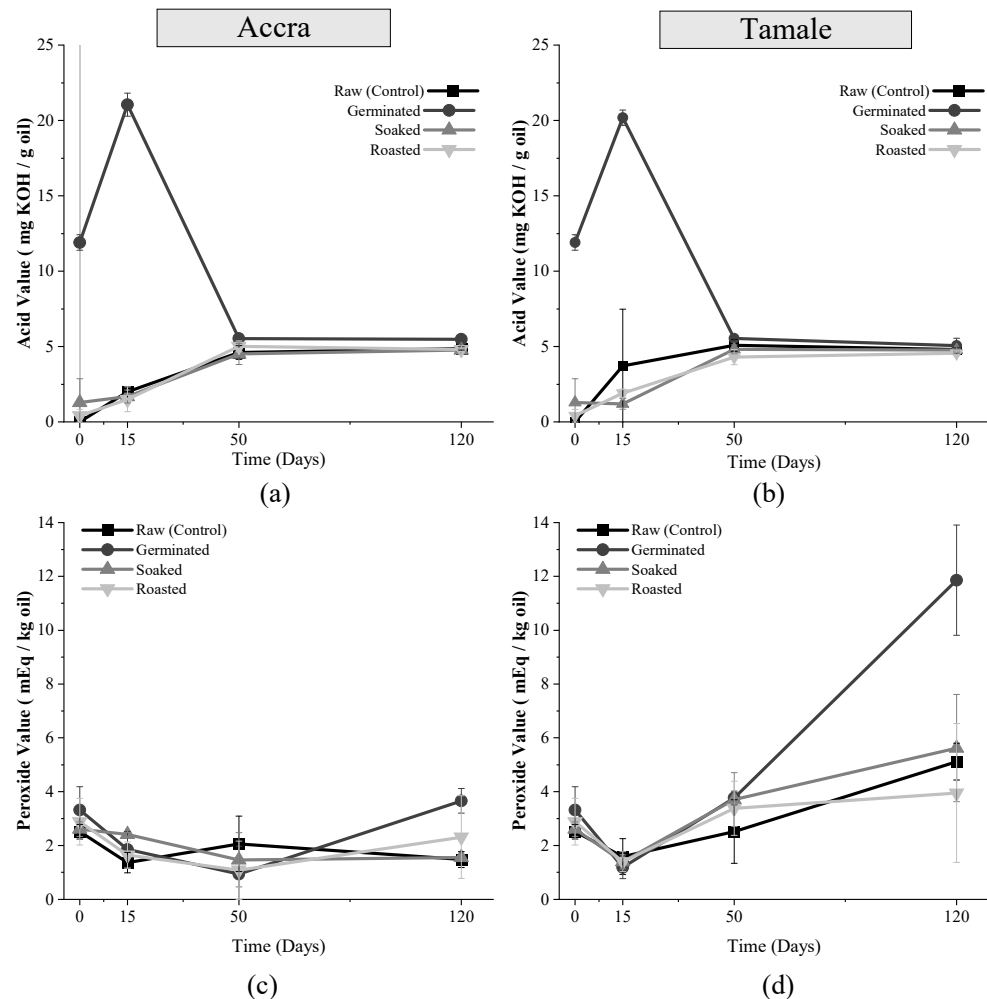 Accra
Tamale
25
20
15
10
5
0
Acid Value ( mg KOH / g oil)
Raw (Control)
Germinated
Soaked
Roasted
0 15 50 120
Time (Days)
(a)
25
20
15
10
5
0
Acid Value (mg KOH / g oil)
Raw (Control)
Germinated
Soaked
Roasted
0 15 50 120
Time (Days)
(b)
14
12
10
8
6
4
2
0
Peroxide Value ( mEq / kg oil)
Raw (Control)
Germinated
Soaked
Roasted
0 15 50 120
Time (Days)
(c)
14
12
10
8
6
4
2
0
Peroxide Value ( mEq / kg oil)
Raw (Control)
Germinated
Soaked
Roasted
0 15 50 120
Time (Days)
(d)